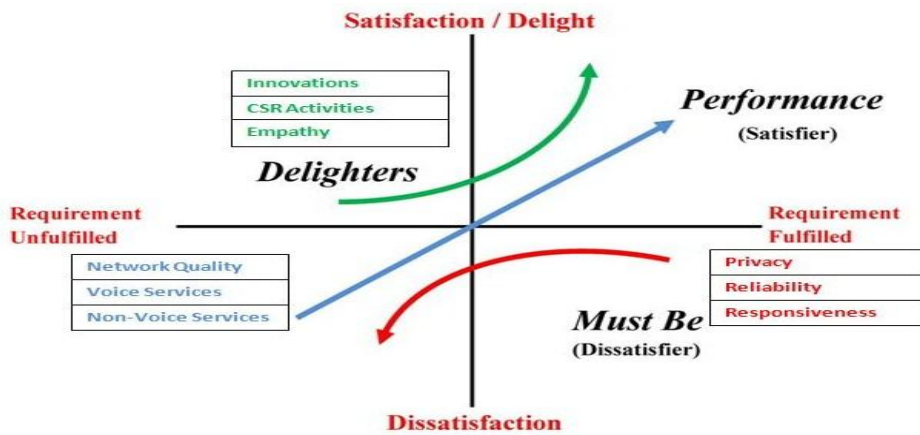 Satisfaction / Delight
Innovations
CSR Activities
Empathy
Performance
(Satisfier)
Delighters
Requirement
Unfulfilled
Requirement
Fulfilled
Network Quality
Voice Services
Non-Voice Services
Privacy
Reliability
Responsiveness
Must Be
(Dissatisfier)
Dissatisfaction